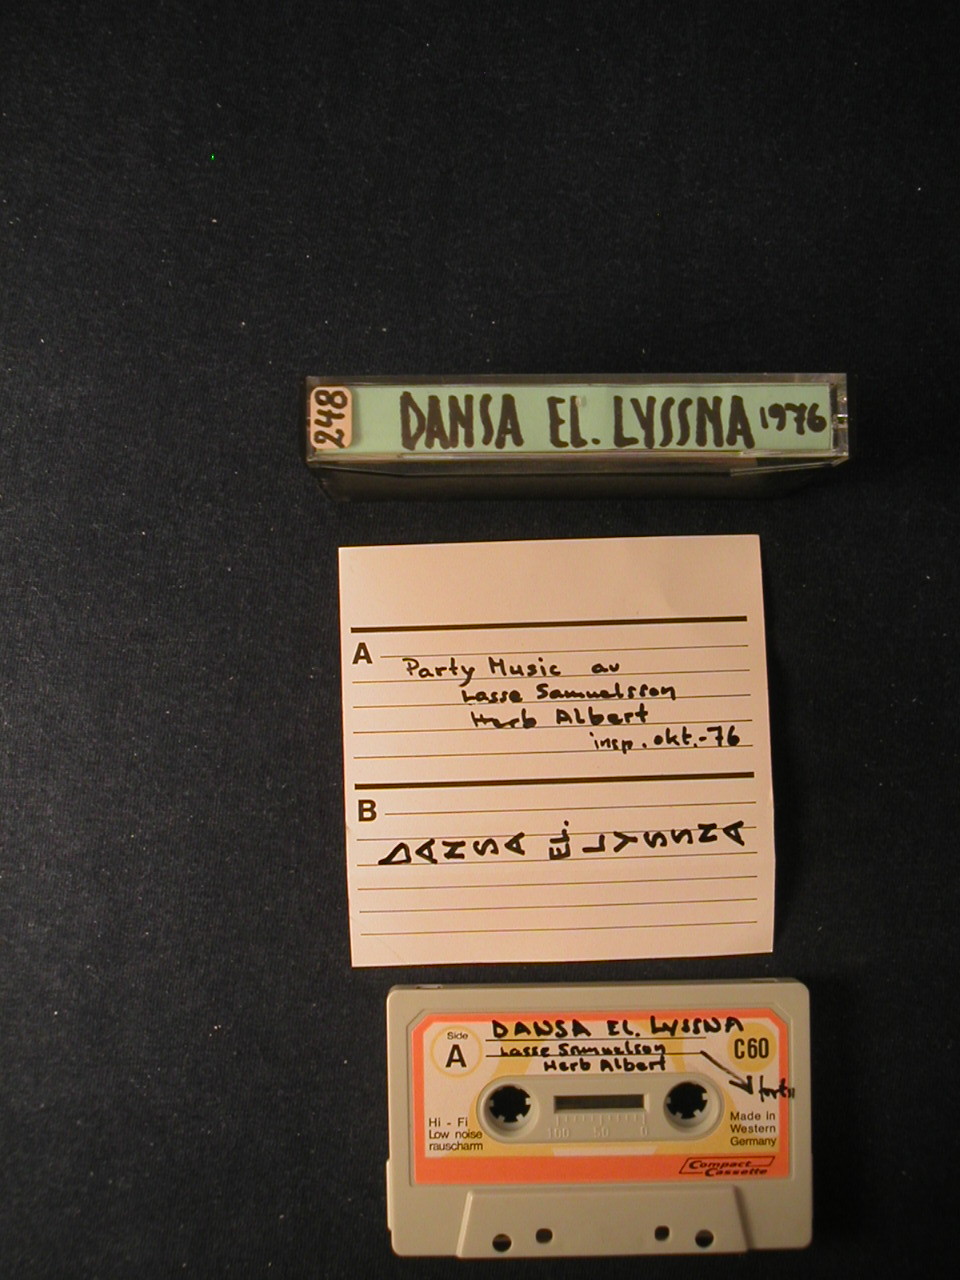 248
DANSA EL. LYSSNA 1976
A
Party Music av
Lasse Samuelsson
Herb Albert
insp. okt.-76
B
DANSA EL. LYSSNA
Side
A
DANSA EL. LYSSNA
Lasse Samuelson
Herb Albert
C60
forts
Hi - Fi
Low noise
rauscharm
100 50 0
Made in
Western
Germany
Compact
Cassette